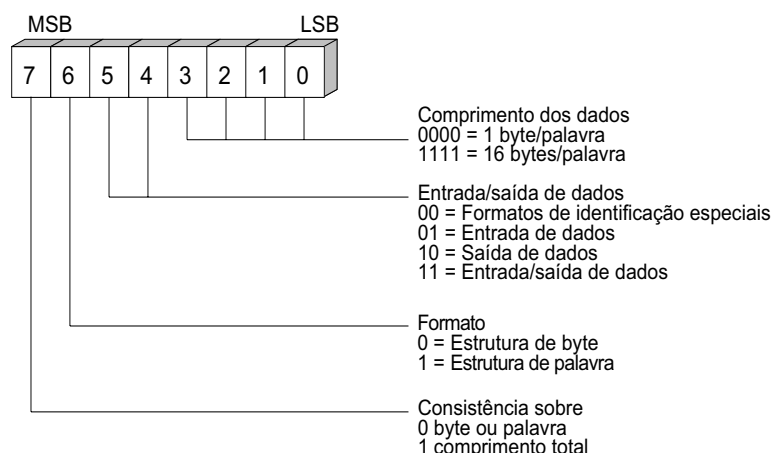 MSB LSB
7 6 5 4 3 2 1 0
Comprimento dos dados
0000 = 1 byte/palavra
1111 = 16 bytes/palavra
Entrada/saída de dados
00 = Formatos de identificação especiais
01 = Entrada de dados
10 = Saída de dados
11 = Entrada/saída de dados
Formato
0 = Estrutura de byte
1 = Estrutura de palavra
Consistência sobre
0 byte ou palavra
1 comprimento total